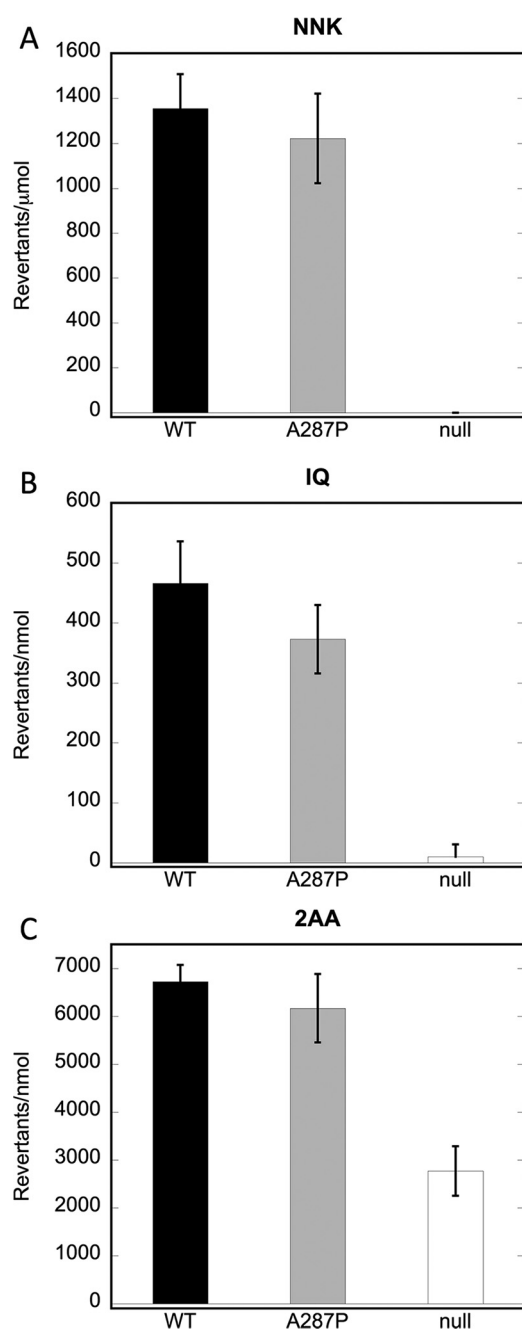 A
NNK
1600
1400
1200
1000
800
600
400
200
0
Revertants/μmol
WT A287P null
B
IQ
600
500
400
300
200
100
0
Revertants/nmol
WT A287P null
C
2AA
7000
6000
5000
4000
3000
2000
1000
0
Revertants/nmol
WT A287P null